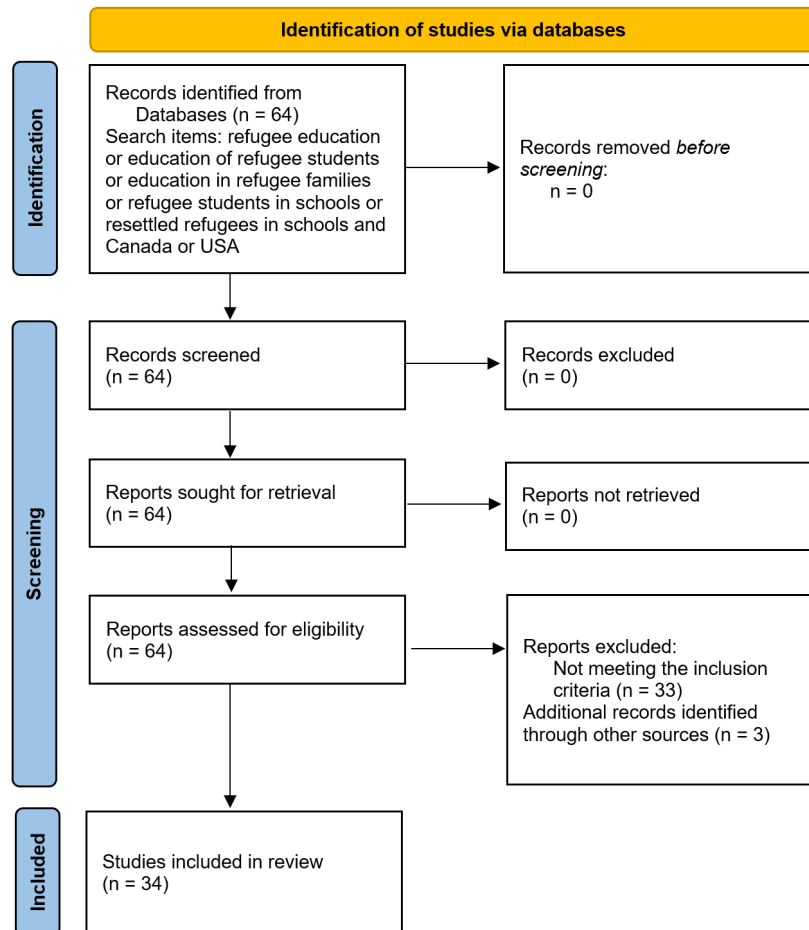 Identification of studies via databases
Identification
Records identified from
Databases (n = 64)
Search items: refugee education
or education of refugee students
or education in refugee families
or refugee students in schools or
resettled refugees in schools and
Canada or USA
Records removed before
screening:
n = 0
Screening
Records screened
(n = 64)
Records excluded
(n = 0)
Reports sought for retrieval
(n = 64)
Reports not retrieved
(n = 0)
Reports assessed for eligibility
(n = 64)
Reports excluded:
Not meeting the inclusion
criteria (n = 33)
Additional records identified
through other sources (n = 3)
Included
Studies included in review
(n = 34)